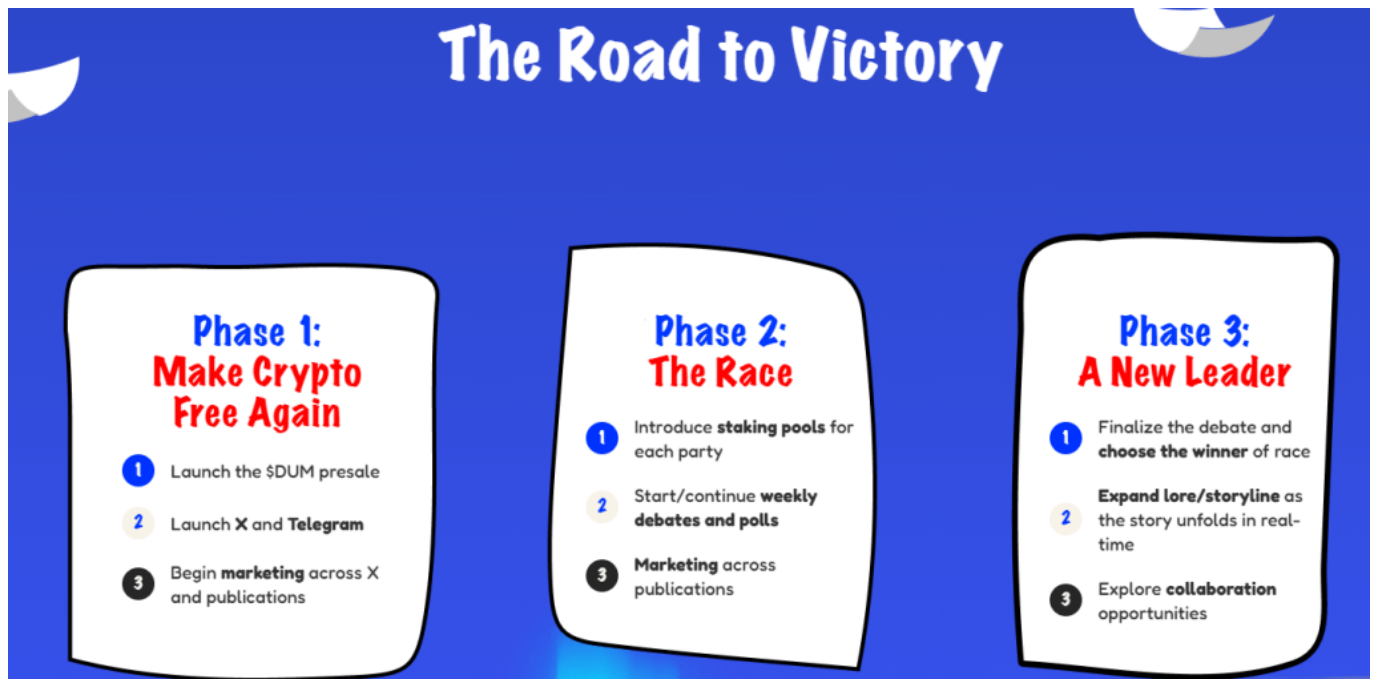 The Road to Victory
Phase 1:
Make Crypto
Free Again
1 Launch the $DUM presale
2 Launch X and Telegram
3 Begin marketing across X
and publications
Phase 2:
The Race
1 Introduce staking pools for
each party
2 Start/continue weekly
debates and polls
3 Marketing across
publications
Phase 3:
A New Leader
1 Finalize the debate and
choose the winner of race
2 Expand lore/storyline as
the story unfolds in real-
time
3 Explore collaboration
opportunities